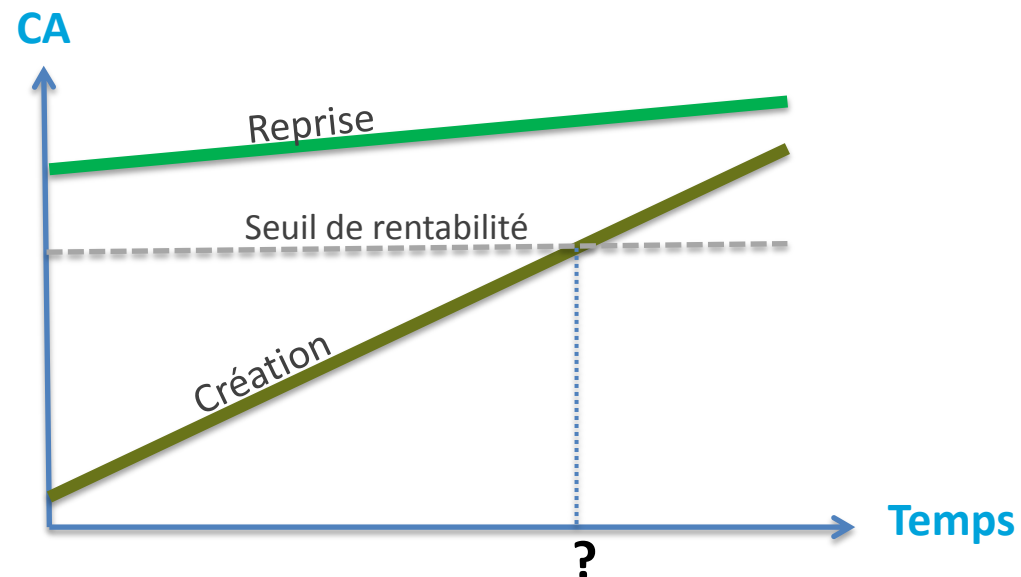 CA
Reprise
Seuil de rentabilité
Création
Temps
?